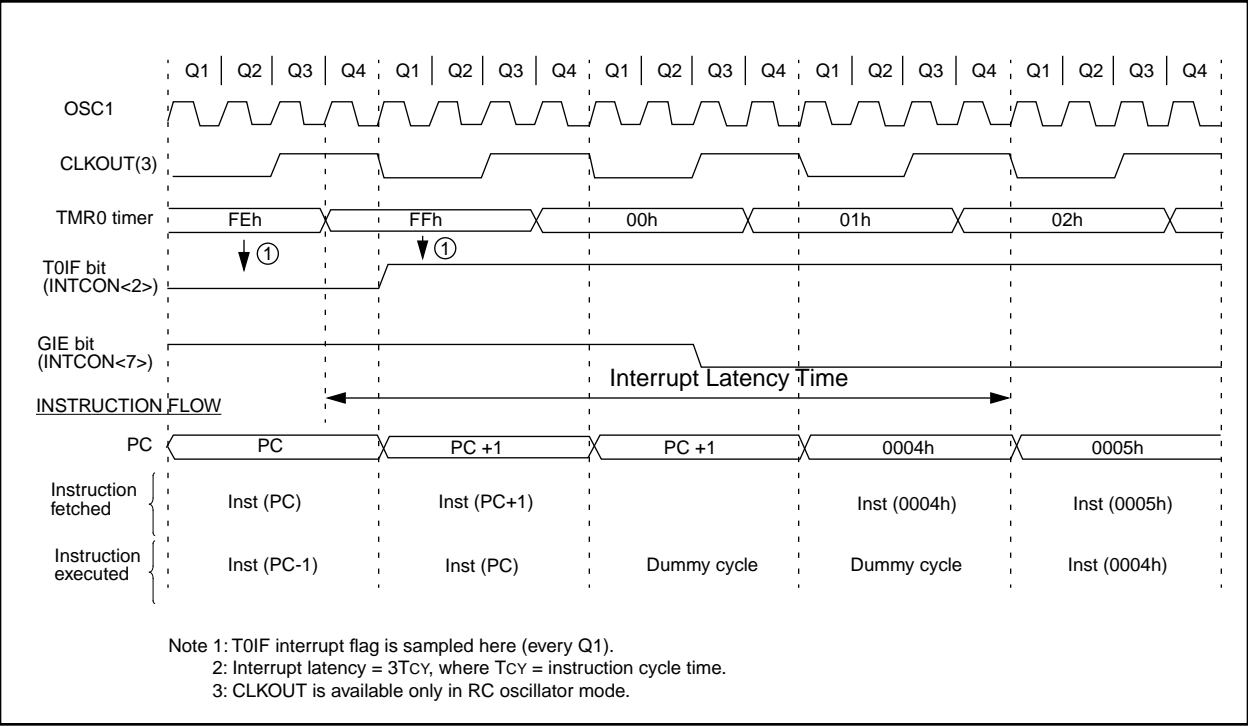 Q1 Q2 Q3 Q4 Q1 Q2 Q3 Q4 Q1 Q2 Q3 Q4 Q1 Q2 Q3 Q4 Q1 Q2 Q3 Q4
OSC1
CLKOUT(3)
TMR0 timer FEh FFh 00h 01h 02h
1 1
T0IF bit
(INTCON<2>)
GIE bit
(INTCON<7>)
Interrupt Latency Time
INSTRUCTION FLOW
PC PC PC +1 PC +1 0004h 0005h
Instruction
fetched
Inst (PC) Inst (PC+1) Inst (0004h) Inst (0005h)
Instruction
executed
Inst (PC-1) Inst (PC) Dummy cycle Dummy cycle Inst (0004h)
Note 1: T0IF interrupt flag is sampled here (every Q1).
2: Interrupt latency = 3TCY, where TCY = instruction cycle time.
3: CLKOUT is available only in RC oscillator mode.